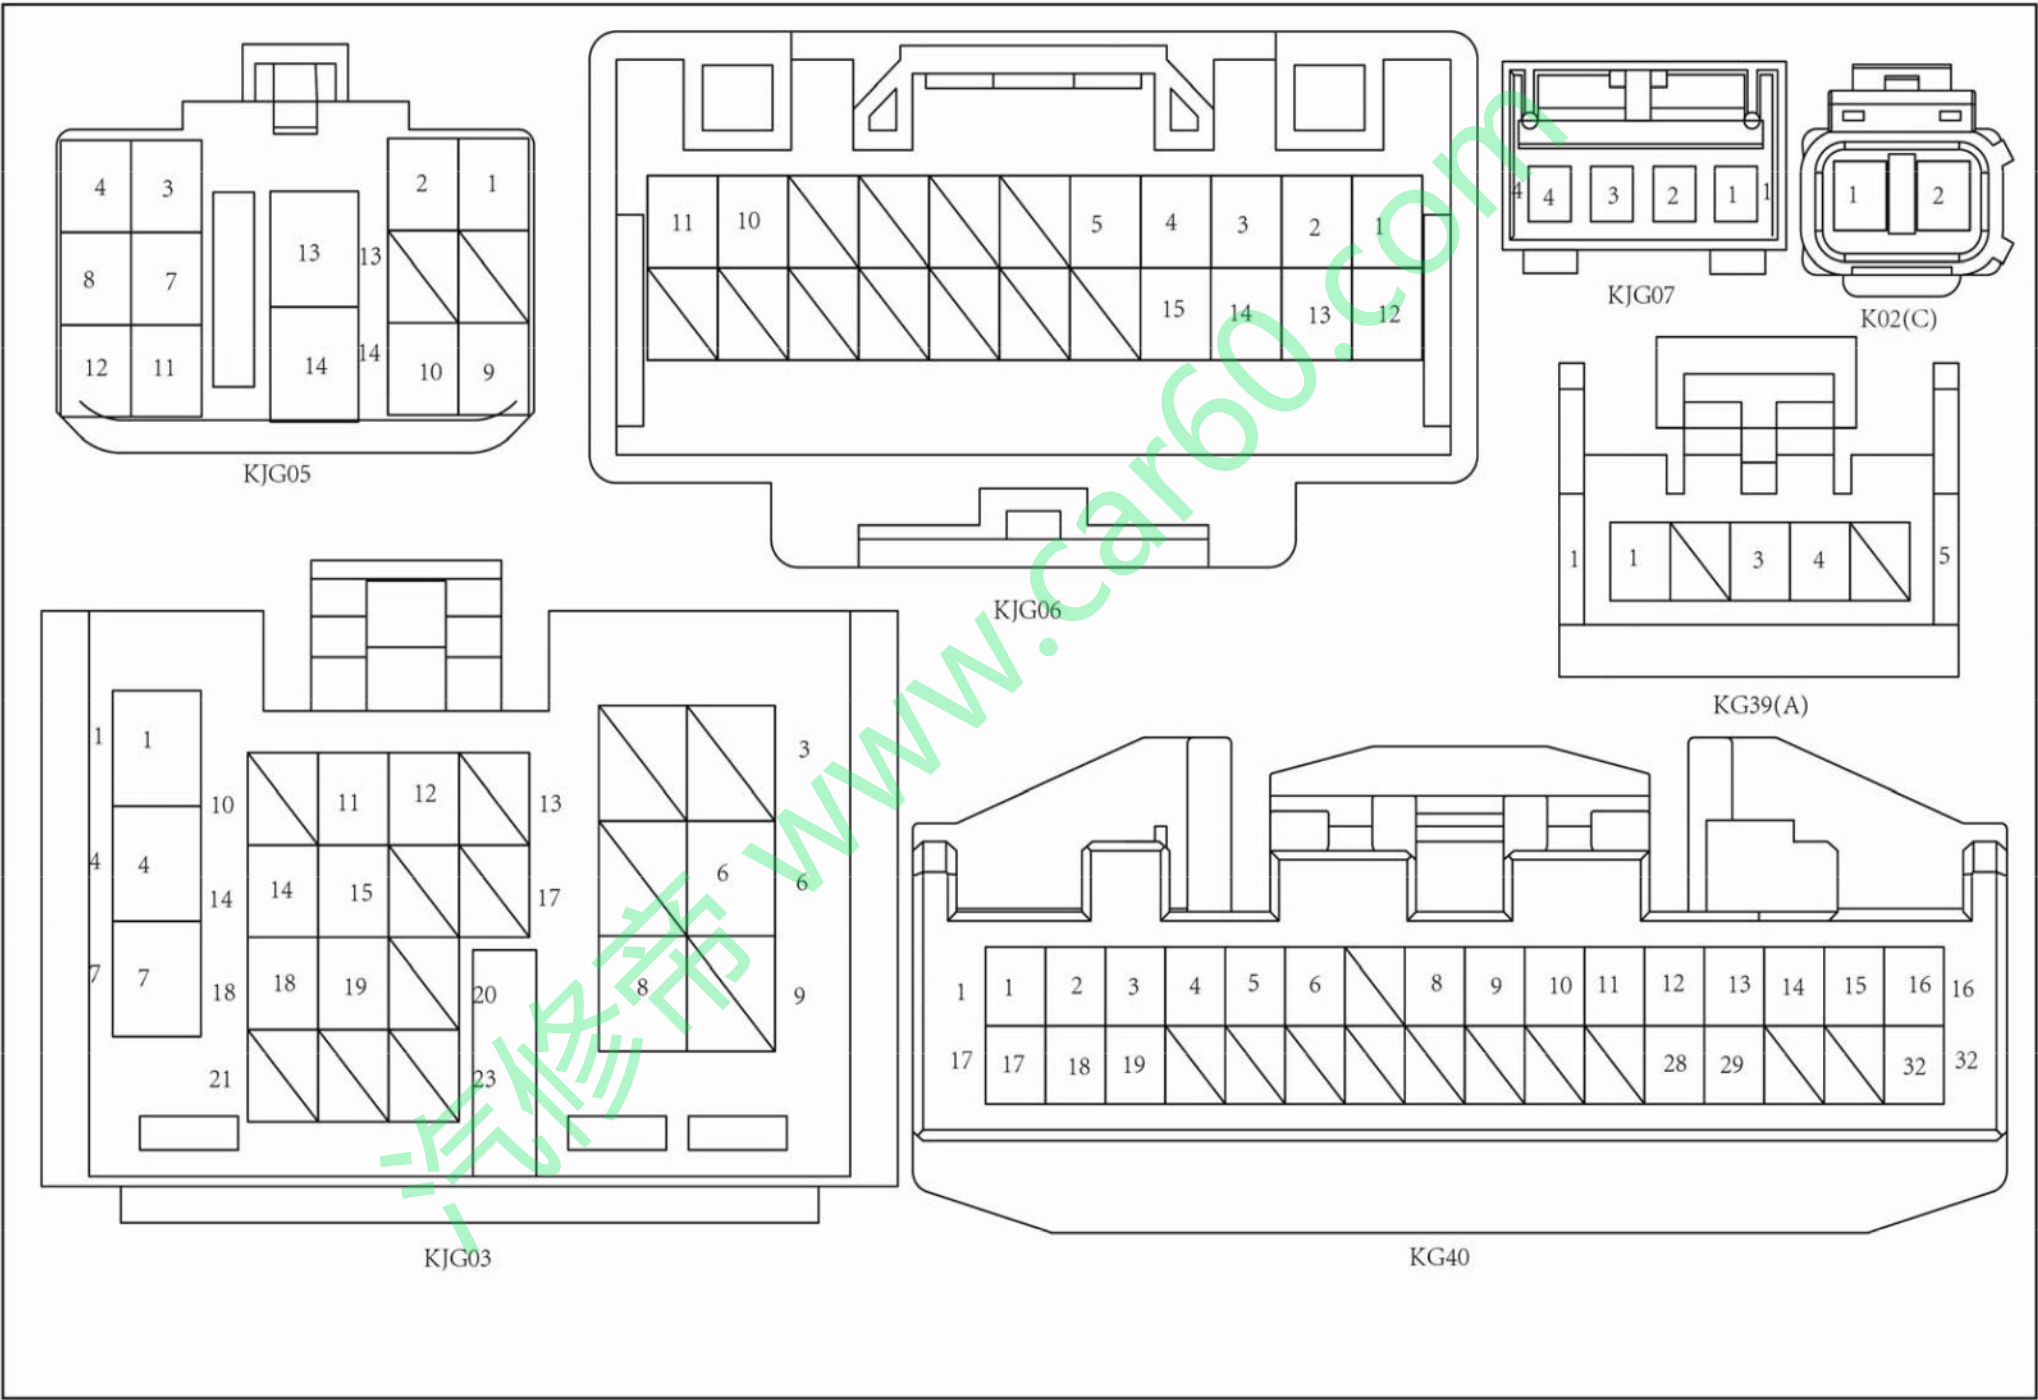 4 3 2 1
13 13
8 7
14 14
12 11 10 9
KJG05
11 10 5 4 3 2 1
15 14 13 12
KJG06
4 4 3 2 1 1
KJG07
1 2
K02(C)
1 1 3 4 5
KG39(A)
1 1
10 11 12 13
3
4 4
14 14 15 17
6 6
7 7
18 18 19 20
8 9
21 23
KJG03
1 1 2 3 4 5 6 8 9 10 11 12 13 14 15 16 16
17 17 18 19 28 29 32 32
KG40
汽修帝 www.car60.com